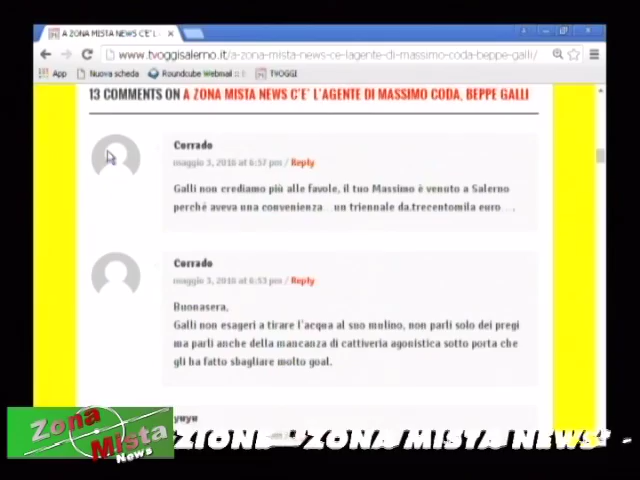 A ZONA MISTA NEWS C'E' L'
www.tvoggisalerno.it/a-zona-mista-news-ce-lagente-di-massimo-coda-beppe-galli/
App Nuova scheda Roundcube Webmail :: TVOGGI
13 COMMENTS ON A ZONA MISTA NEWS C'E' L'AGENTE DI MASSIMO CODA, BEPPE GALLI
Corrado
maggio 3, 2016 at 6:57 pm / Reply
Galli non crediamo più alle favole, il tuo Massimo è venuto a Salerno
perché aveva una convenienza...un triennale da.trecentomila euro ....
Corrado
maggio 3, 2016 at 6:53 pm / Reply
Buonasera,
Galli non esageri a tirare l'acqua al suo mulino, non parli solo dei pregi
ma parli anche della mancanza di cattiveria agonistica sotto porta che
gli ha fatto sbagliare molto goal.
yuyu
Zona
Mista
News
ZIONE - "ZONA MISTA NEWS" -